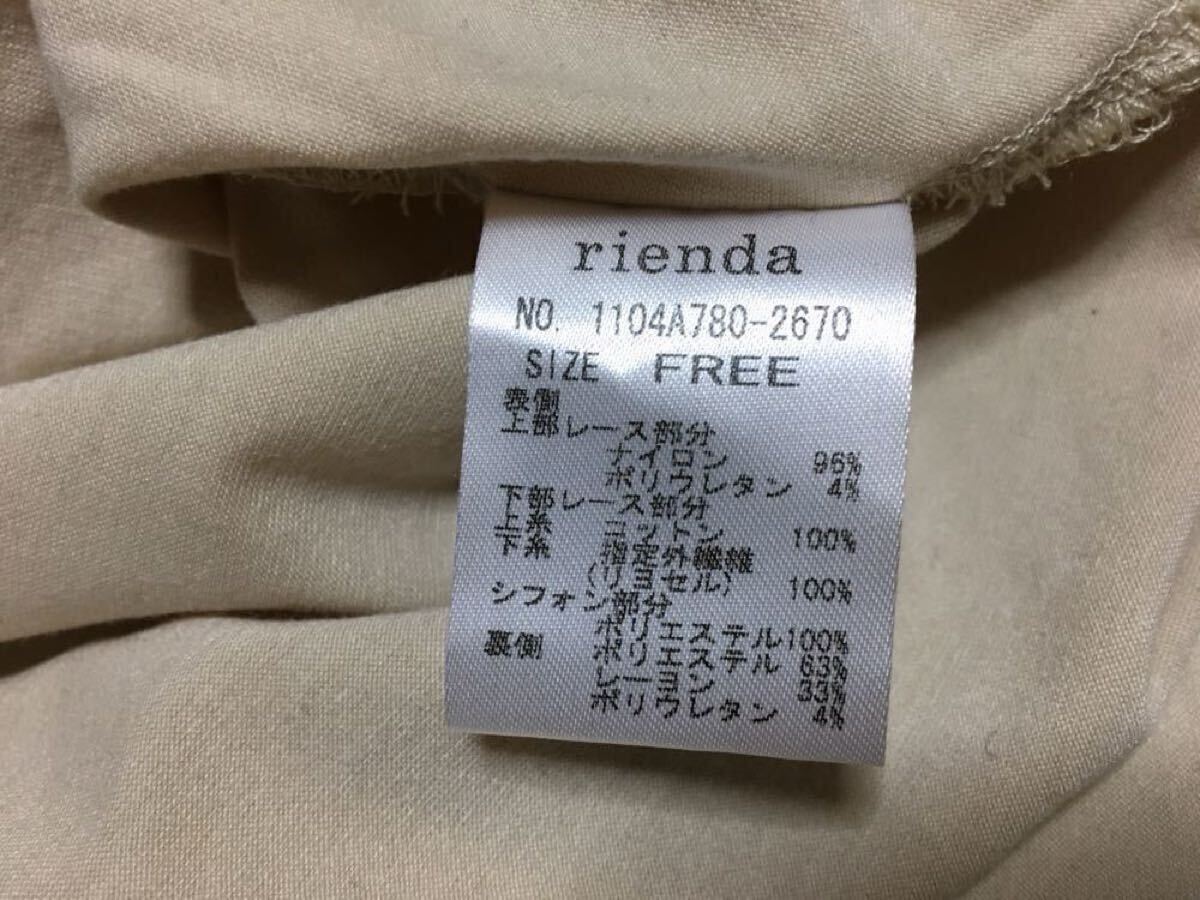 rienda
NO. 1104A780-2670
SIZE FREE
表側
上部レース部分
ナイロン 96%
ポリウレタン 4%
下部レース部分
上糸 コットン 100%
下糸 指定外繊維
(リヨセル) 100%
シフォン部分
ポリエステル100%
裏側 ポリエステル 63%
レーヨン 33%
ポリウレタン 4%